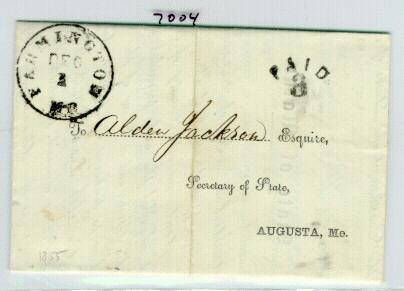 7004
FARMINGTON
DEC
1
Me.
PAID
3
To Alden Jackson Esquire,
Secretary of State,
AUGUSTA, Me.
1855